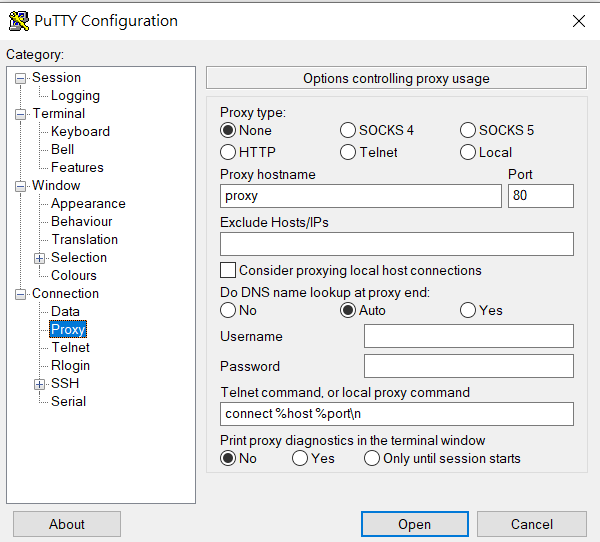 PuTTY Configuration
Category:
Session
Logging
Terminal
Keyboard
Bell
Features
Window
Appearance
Behaviour
Translation
Selection
Colours
Connection
Data
Proxy
Telnet
Rlogin
SSH
Serial
Options controlling proxy usage
Proxy type:
None SOCKS 4 SOCKS 5
HTTP Telnet Local
Proxy hostname Port
proxy 80
Exclude Hosts/IPs
Consider proxying local host connections
Do DNS name lookup at proxy end:
No Auto Yes
Username
Password
Telnet command, or local proxy command
connect %host %port\n
Print proxy diagnostics in the terminal window
No Yes Only until session starts
About Open Cancel